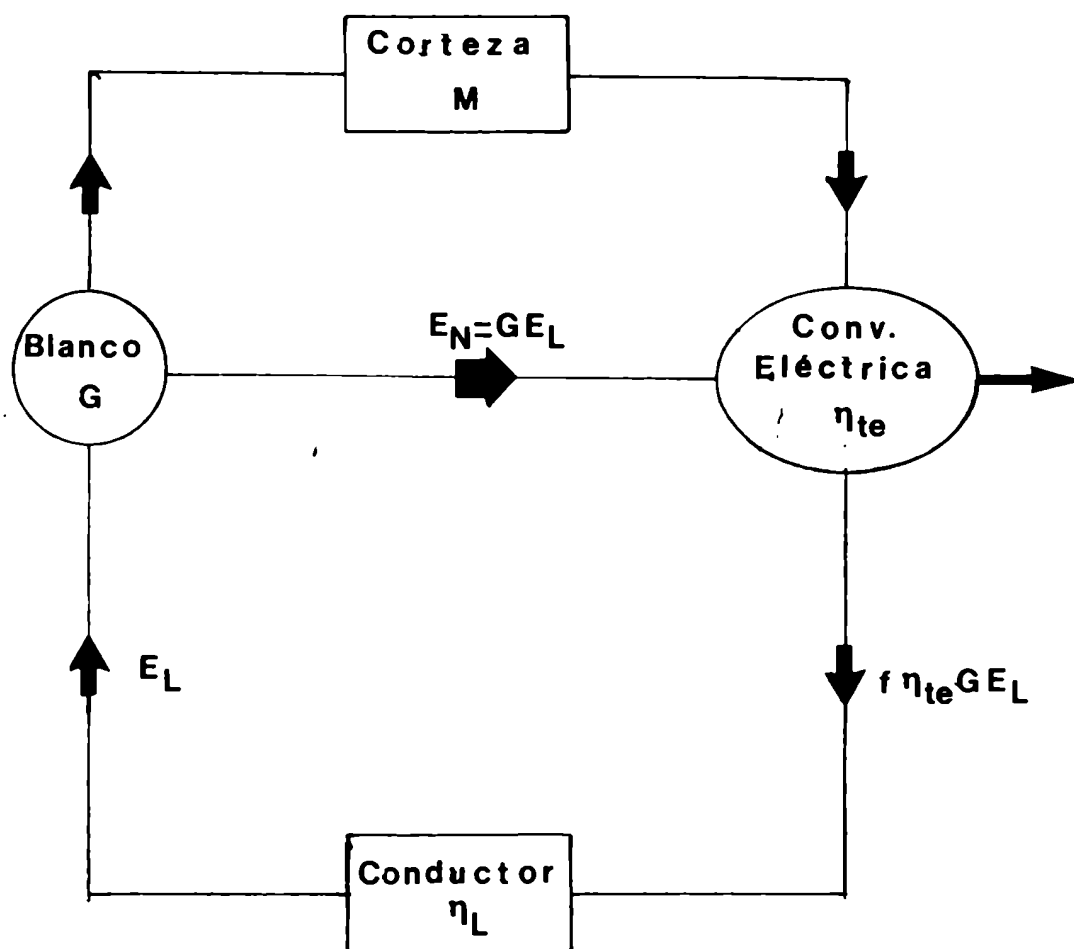 Corteza
M
Blanco
G
E_N=GE_L
Conv.
Eléctrica
η_te
E_L
f η_te GE_L
Conductor
η_L